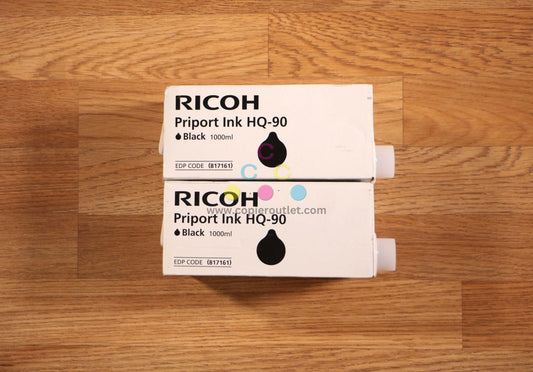 RICOH
Priport Ink HQ-90
Black 1000ml
EDP CODE (817161)
C
C C
RICOH
www.copieroutlet.com
Priport Ink HQ-90
Black 1000ml
EDP CODE (817161)